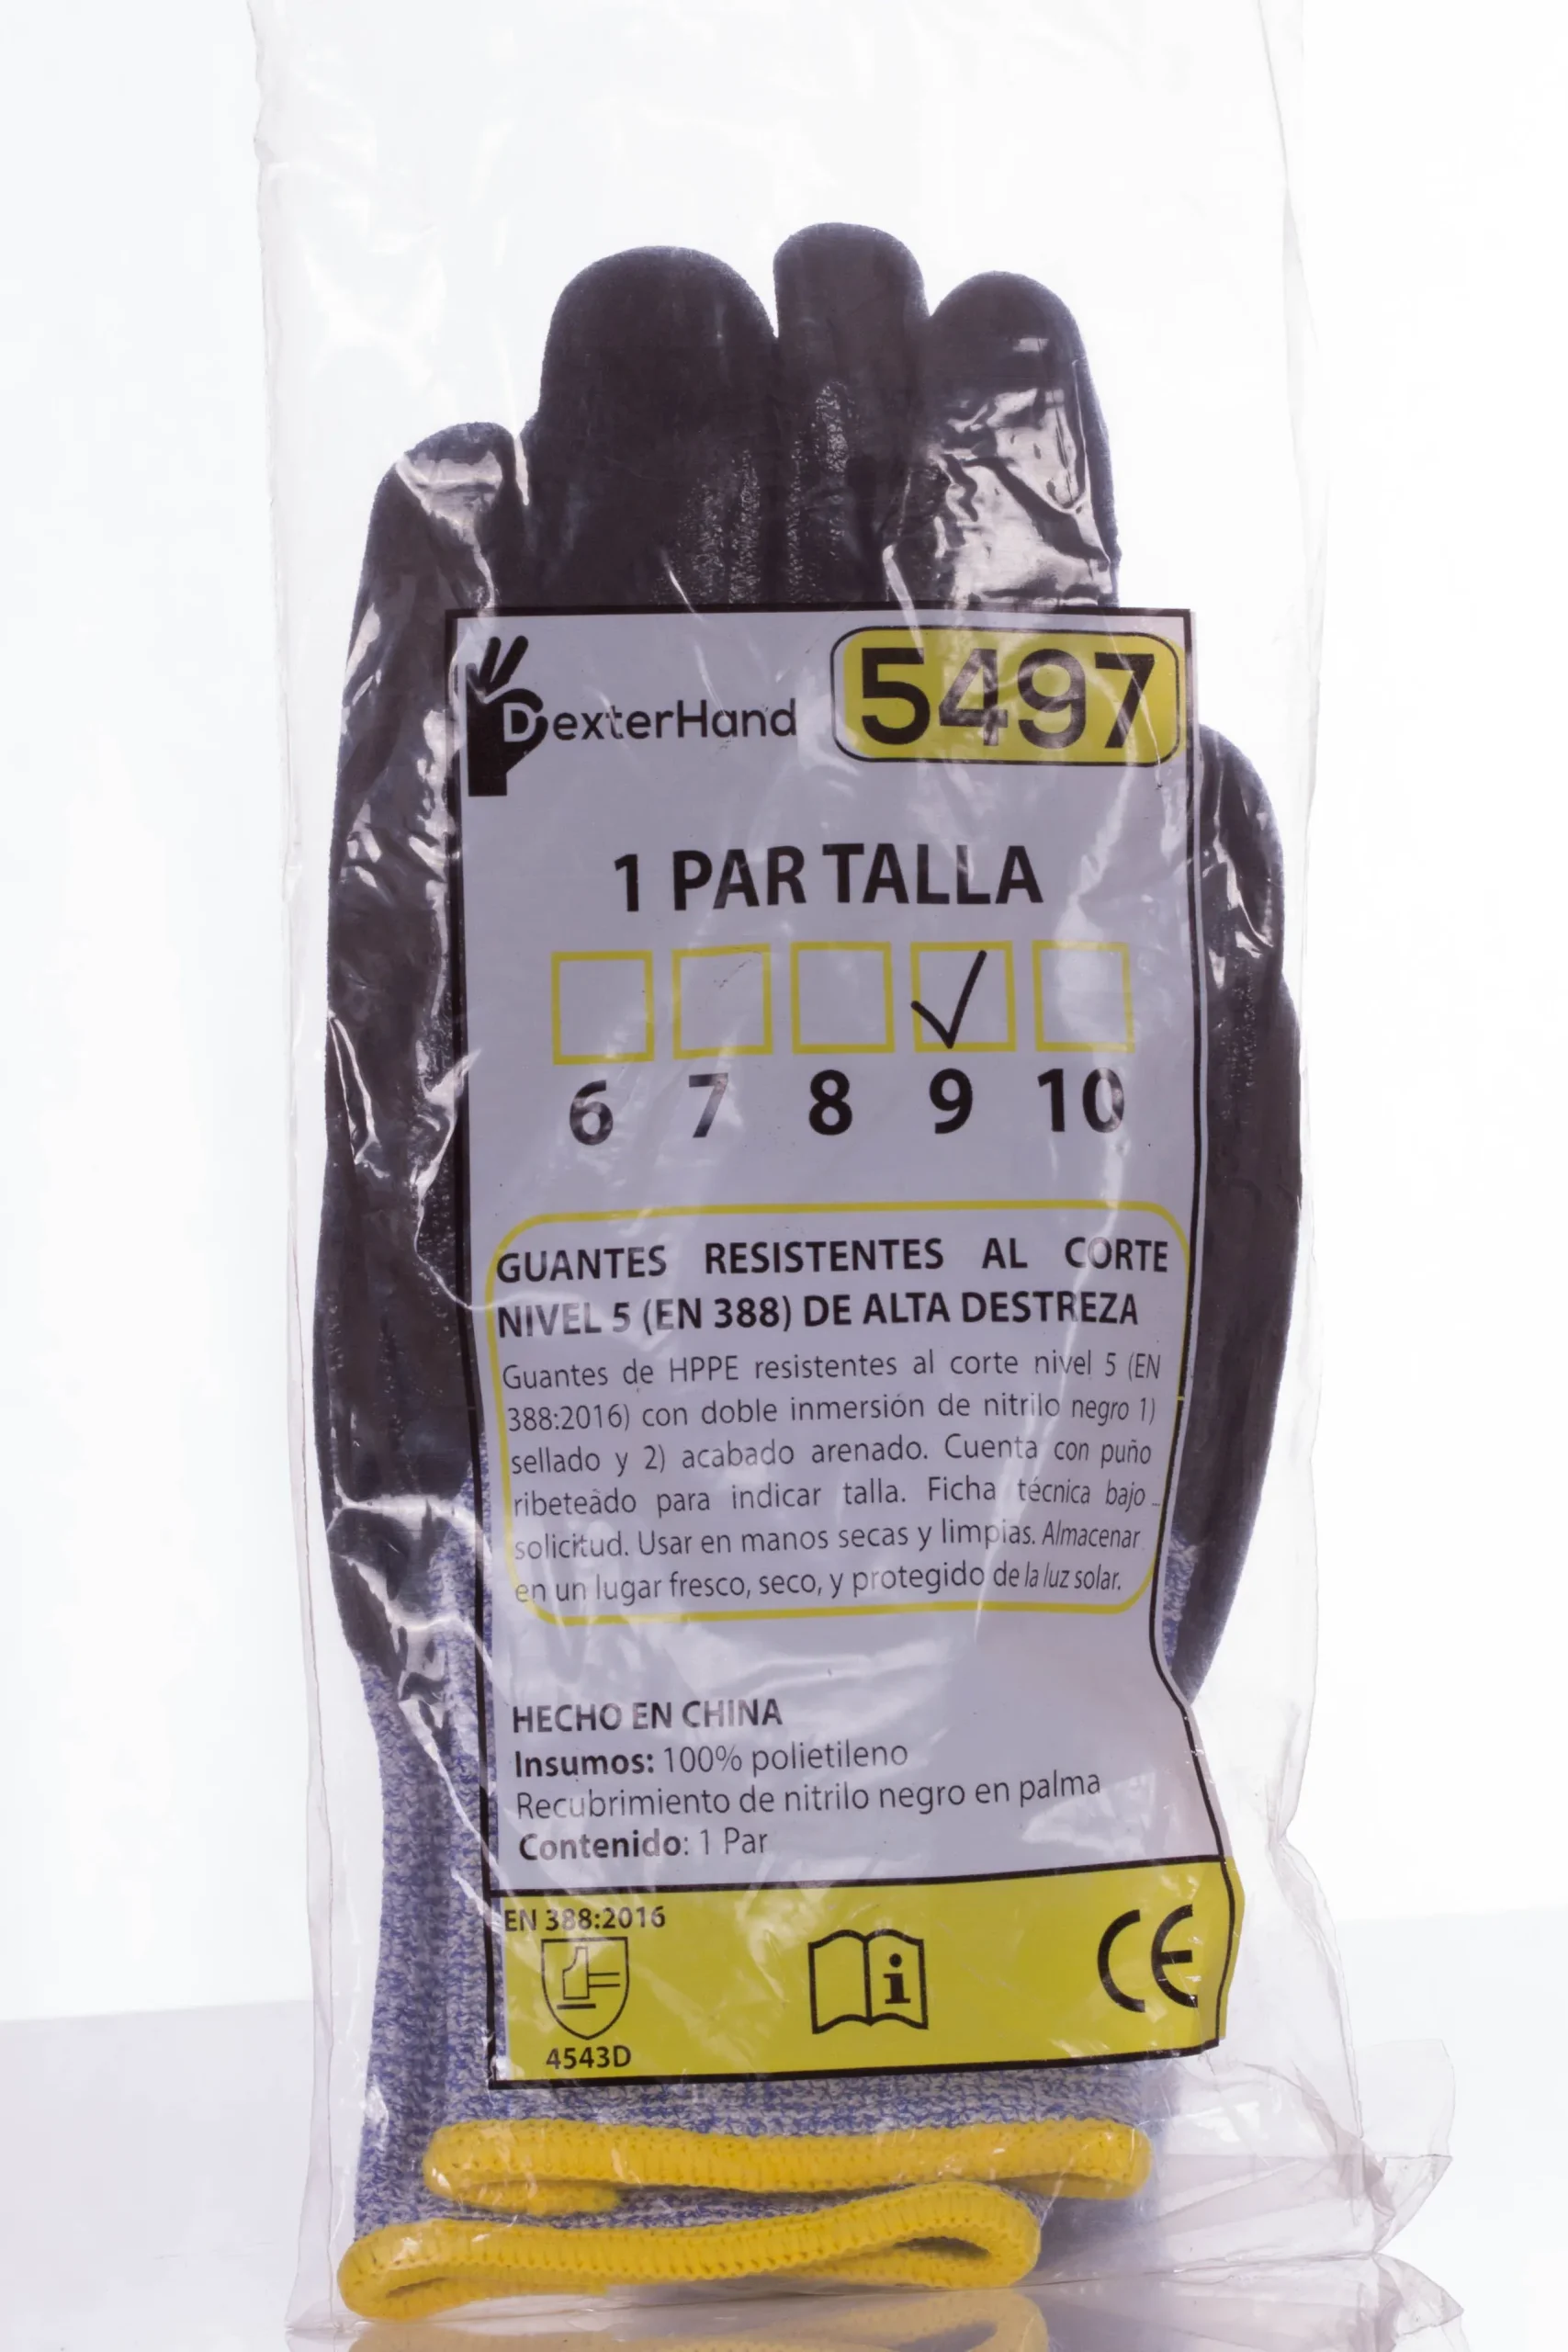 DexterHand
5497
1 PAR TALLA
6 7 8 9 10
GUANTES RESISTENTES AL CORTE
NIVEL 5 (EN 388) DE ALTA DESTREZA
Guantes de HPPE resistentes al corte nivel 5 (EN
388:2016) con doble inmersión de nitrilo negro 1)
sellado y 2) acabado arenado. Cuenta con puño
ribeteado para indicar talla. Ficha técnica bajo
solicitud. Usar en manos secas y limpias. Almacenar
en un lugar fresco, seco, y protegido de la luz solar.
HECHO EN CHINA
Insumos: 100% polietileno
Recubrimiento de nitrilo negro en palma
Contenido: 1 Par
EN 388:2016
i
CE
4543D